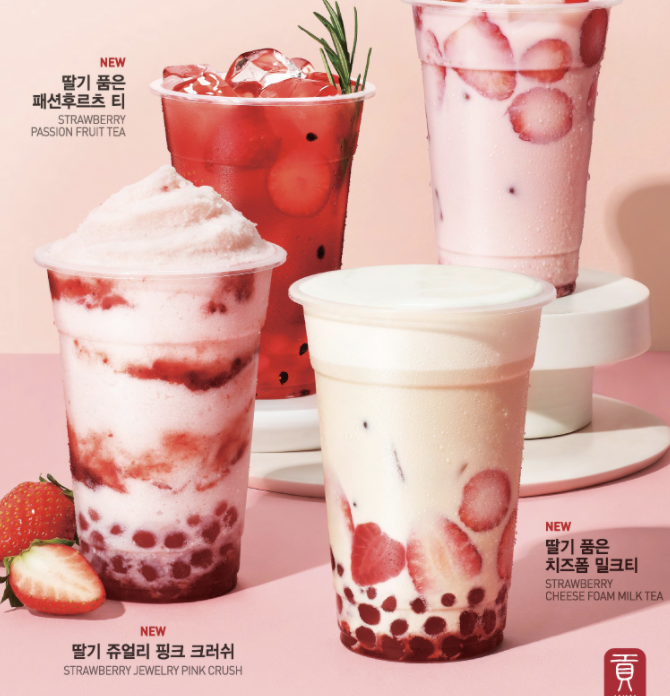 NEW
딸기 품은
패션후르츠 티
STRAWBERRY
PASSION FRUIT TEA
NEW
딸기 품은
치즈폼 밀크티
STRAWBERRY
CHEESE FOAM MILK TEA
NEW
딸기 쥬얼리 핑크 크러쉬
STRAWBERRY JEWELRY PINK CRUSH
貢